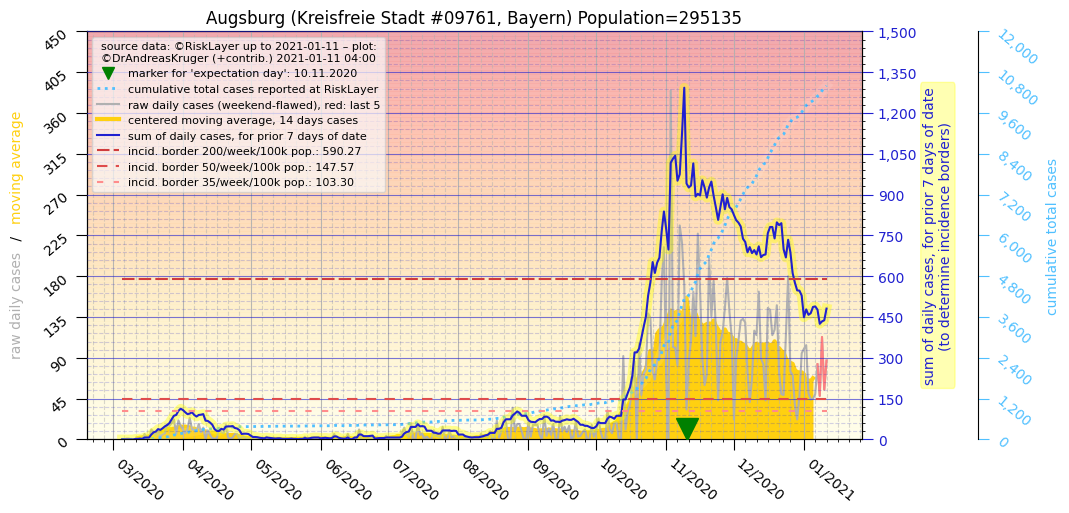 Augsburg (Kreisfreie Stadt #09761, Bayern) Population=295135
source data: ©RiskLayer up to 2021-01-11 – plot:
©DrAndreasKruger (+contrib.) 2021-01-11 04:00
marker for 'expectation day': 10.11.2020
cumulative total cases reported at RiskLayer
raw daily cases (weekend-flawed), red: last 5
centered moving average, 14 days cases
sum of daily cases, for prior 7 days of date
incid. border 200/week/100k pop.: 590.27
incid. border 50/week/100k pop.: 147.57
incid. border 35/week/100k pop.: 103.30
raw daily cases / moving average
450
405
360
315
270
225
180
135
90
45
0
03/2020
04/2020
05/2020
06/2020
07/2020
08/2020
09/2020
10/2020
11/2020
12/2020
01/2021
1,500
1,350
1,200
1,050
900
750
600
450
300
150
0
sum of daily cases, for prior 7 days of date
(to determine incidence borders)
12,000
10,800
9,600
8,400
7,200
6,000
4,800
3,600
2,400
1,200
0
cumulative total cases